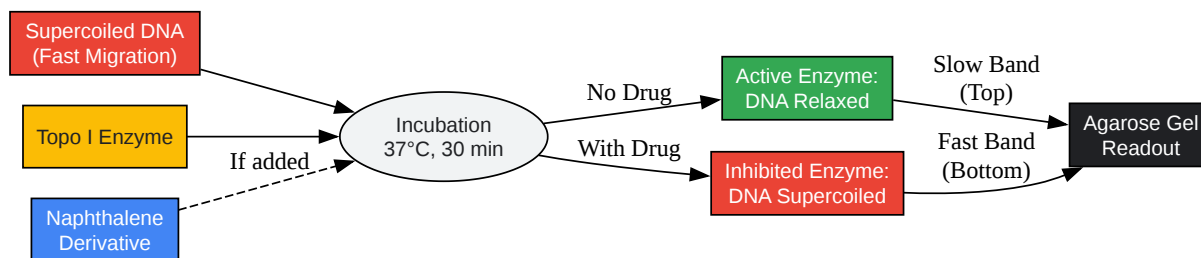 Supercoiled DNA
(Fast Migration)
Topo I Enzyme
If added
Naphthalene
Derivative
Incubation
37°C, 30 min
No Drug
With Drug
Active Enzyme:
DNA Relaxed
Inhibited Enzyme:
DNA Supercoiled
Slow Band
(Top)
Fast Band
(Bottom)
Agarose Gel
Readout